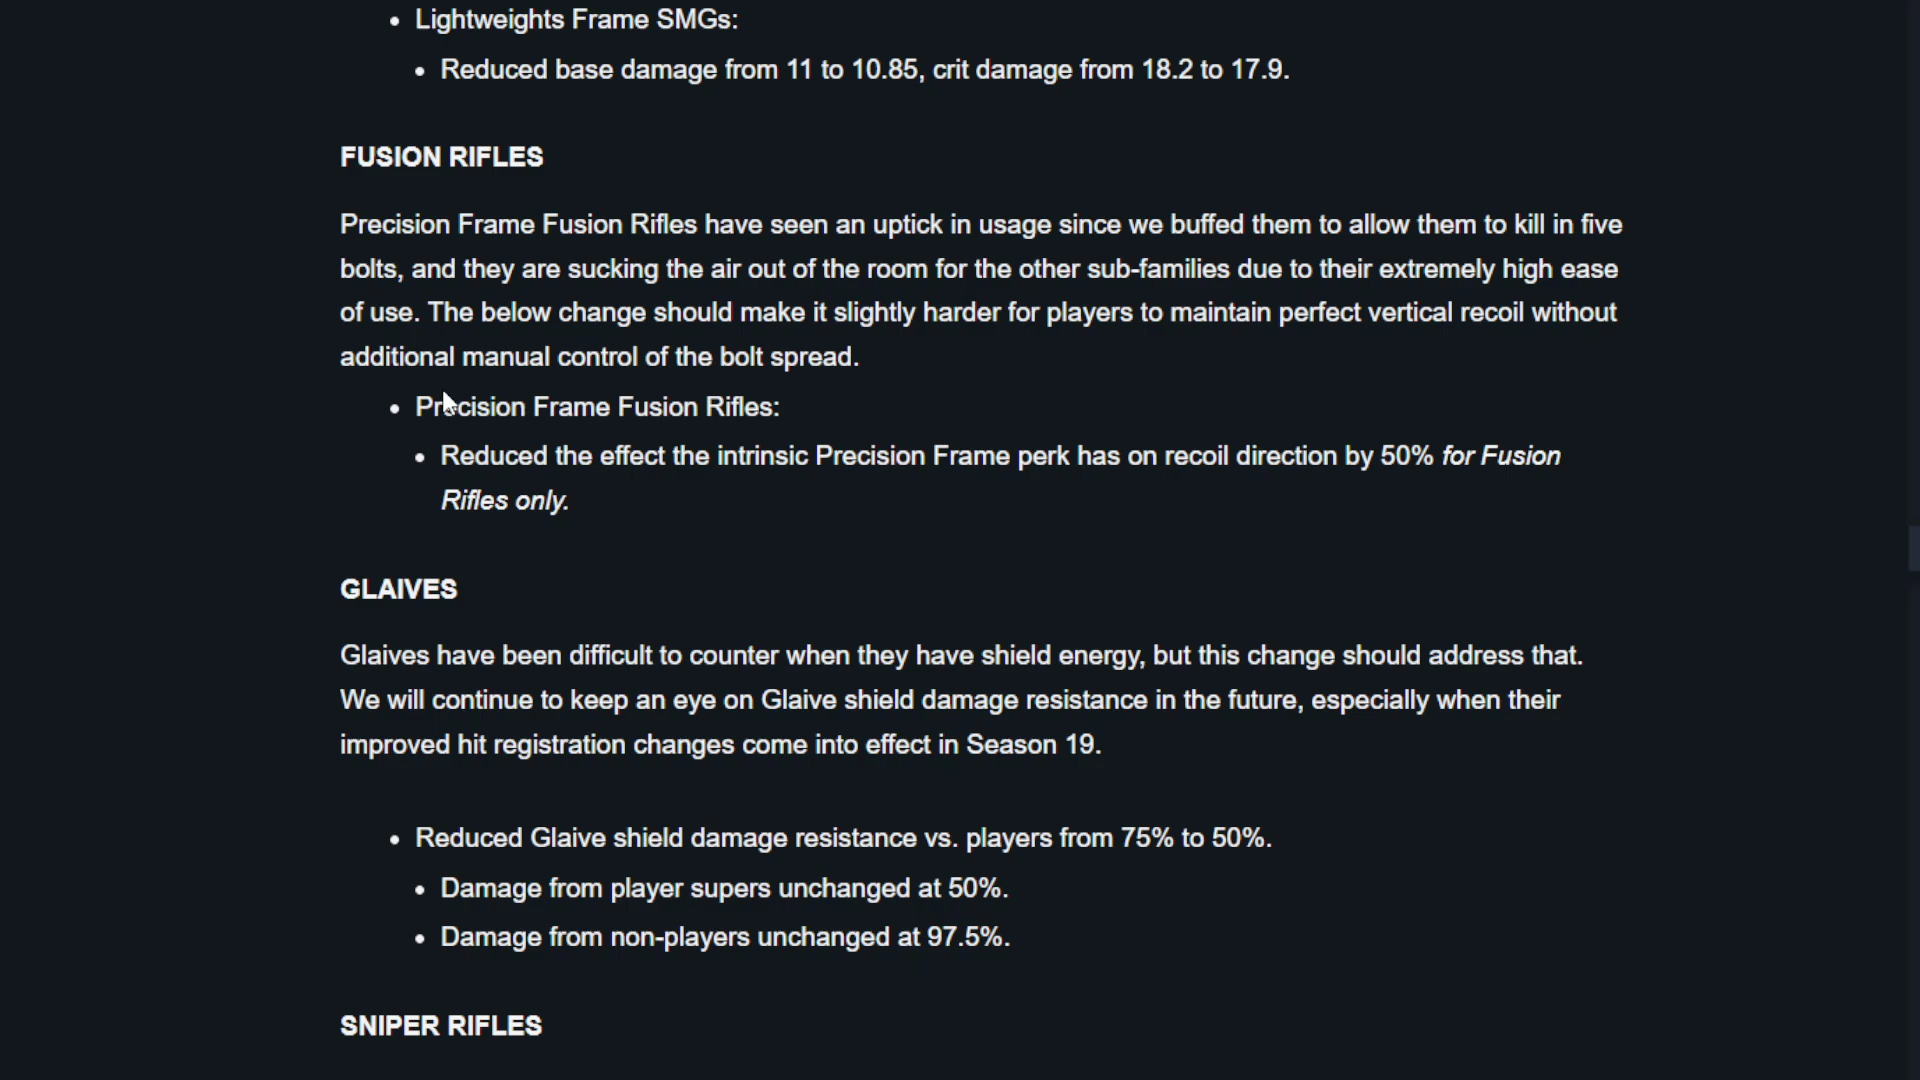 Lightweights Frame SMGs:
Reduced base damage from 11 to 10.85, crit damage from 18.2 to 17.9.
FUSION RIFLES
Precision Frame Fusion Rifles have seen an uptick in usage since we buffed them to allow them to kill in five
bolts, and they are sucking the air out of the room for the other sub-families due to their extremely high ease
of use. The below change should make it slightly harder for players to maintain perfect vertical recoil without
additional manual control of the bolt spread.
Precision Frame Fusion Rifles:
Reduced the effect the intrinsic Precision Frame perk has on recoil direction by 50% for Fusion
Rifles only.
GLAIVES
Glaives have been difficult to counter when they have shield energy, but this change should address that.
We will continue to keep an eye on Glaive shield damage resistance in the future, especially when their
improved hit registration changes come into effect in Season 19.
Reduced Glaive shield damage resistance vs. players from 75% to 50%.
Damage from player supers unchanged at 50%.
Damage from non-players unchanged at 97.5%.
SNIPER RIFLES